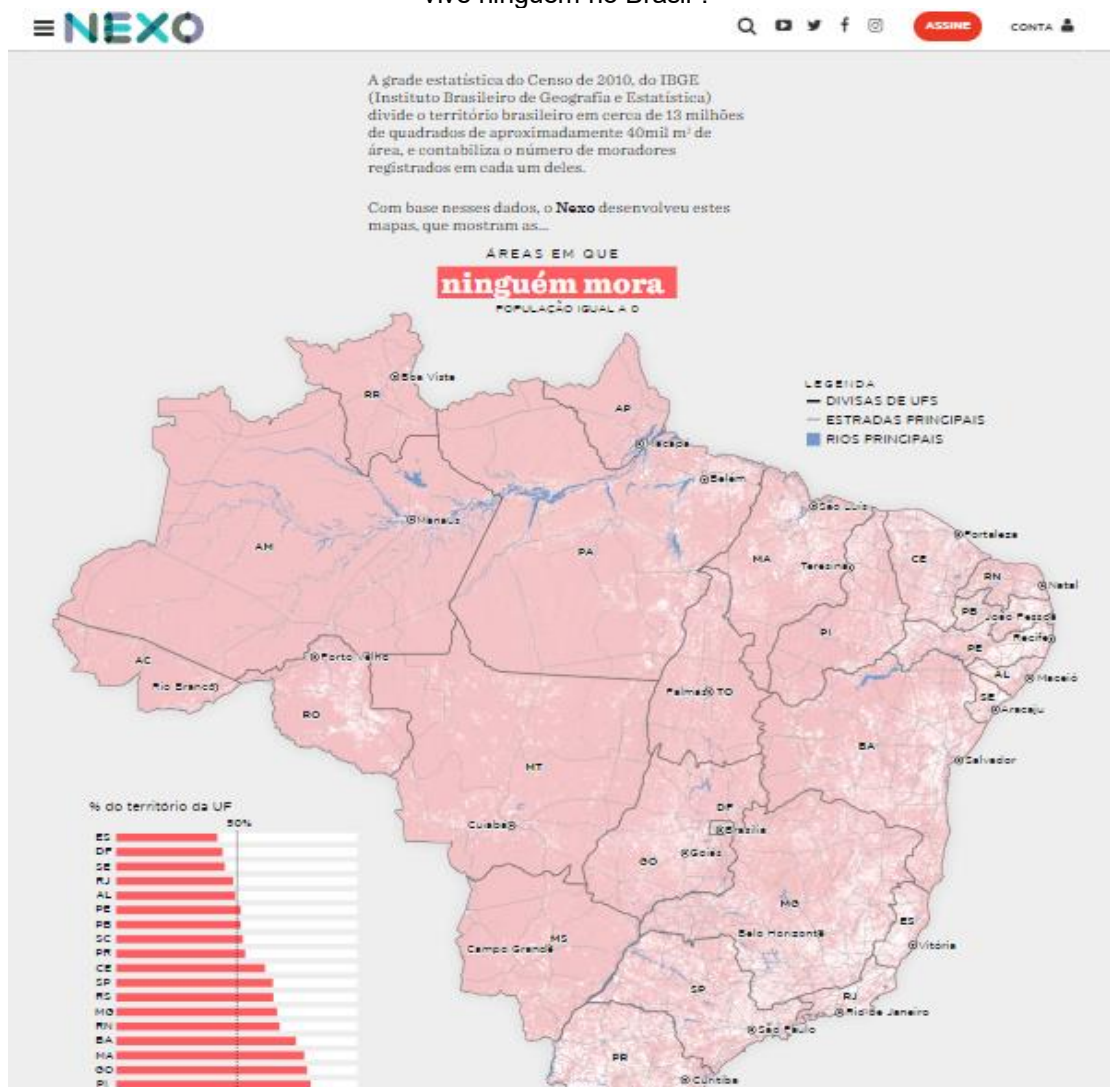 vive ninguém no Brasil".
NEXO
ASSINE
CONTA
A grade estatística do Censo de 2010, do IBGE
(Instituto Brasileiro de Geografia e Estatística)
divide o território brasileiro em cerca de 13 milhões
de quadrados de aproximadamente 40mil m² de
área, e contabiliza o número de moradores
registrados em cada um deles.
Com base nesses dados, o Nexo desenvolveu estes
mapas, que mostram as...
ÁREAS EM QUE
ninguém mora
POPULAÇÃO IGUAL A 0
LEGENDA
DIVISAS DE UFS
ESTRADAS PRINCIPAIS
RIOS PRINCIPAIS
Boa Vista
RR
AP
Macapá
Belém
São Luís
Manaus
Fortaleza
AM
PA
MA
Teresina
CE
RN
Natal
PB
João Pessoa
PI
Recife
PE
AC
Porto Velho
AL
Maceió
Rio Branco
Palmas
TO
SE
Aracaju
RO
BA
Salvador
MT
DF
Cuiabá
Brasília
GO
Goiás
MG
ES
Belo Horizonte
Vitória
MS
Campo Grande
SP
RJ
Rio de Janeiro
São Paulo
PR
Curitiba
% do território da UF
50%
ES
DF
SE
RJ
AL
PE
PB
SC
PR
CE
SP
RS
MG
RN
BA
MA
GO
PI